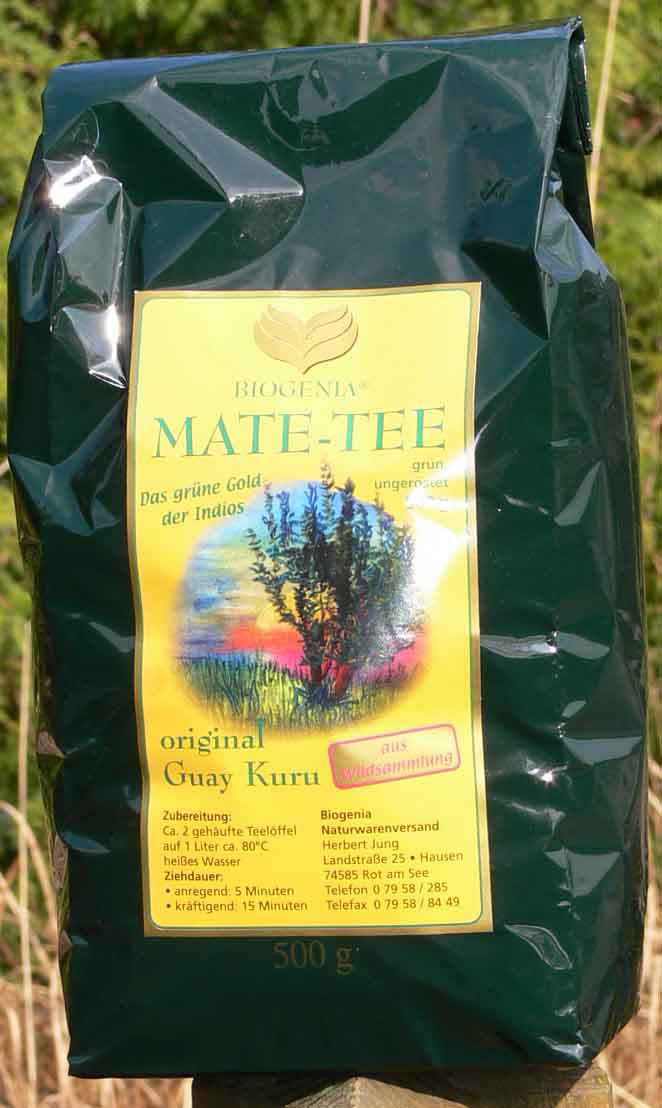 BIOGENIA®
MATE-TEE
grün,
ungeröstet
Das grüne Gold
der Indios
original
Guay Kuru
aus
Wildsammlung
Zubereitung:
Ca. 2 gehäufte Teelöffel
auf 1 Liter ca. 80°C
heißes Wasser
Ziehdauer:
• anregend: 5 Minuten
• kräftigend: 15 Minuten
Biogenia
Naturwarenversand
Herbert Jung
Landstraße 25 • Hausen
74585 Rot am See
Telefon 0 79 58 / 285
Telefax 0 79 58 / 84 49
500 g